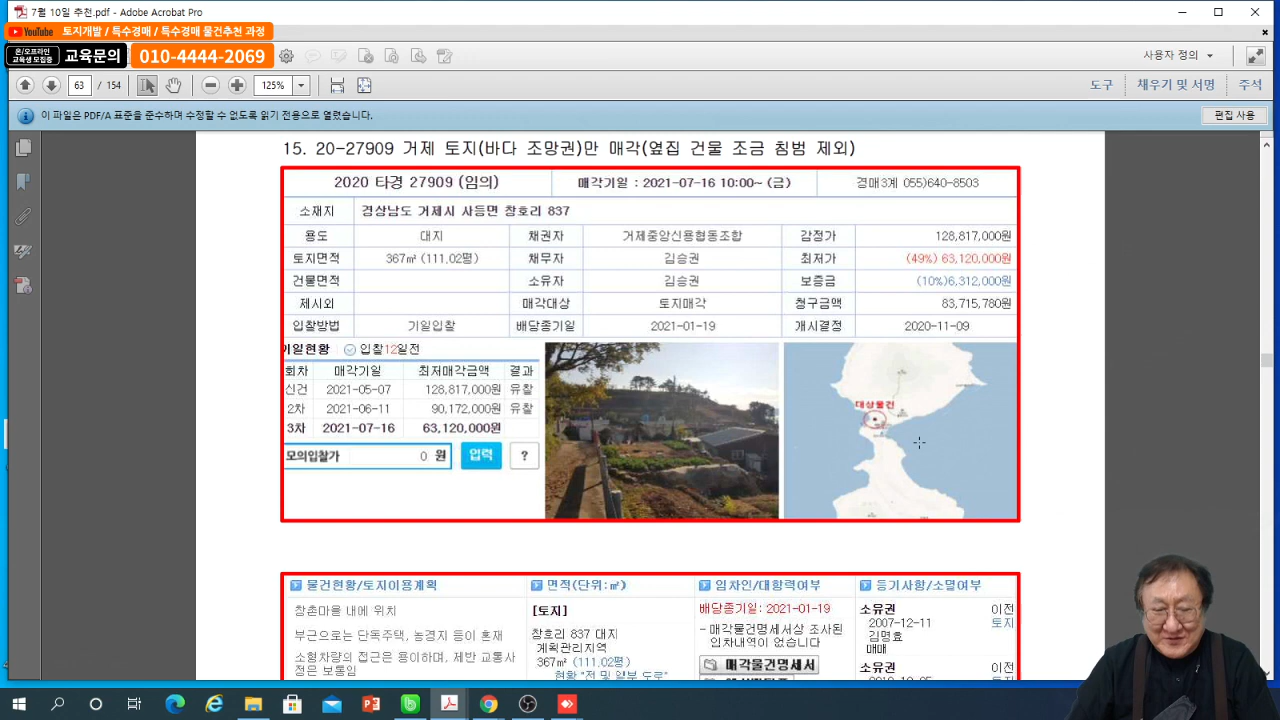 7월 10일 추천.pdf - Adobe Acrobat Pro
YouTube 토지개발 / 특수경매 / 특수경매 물건추천 과정
온/오프라인 교육생 모집중 교육문의 010-4444-2069
사용자 정의
63 / 154 125% 도구 채우기 및 서명 주석
이 파일은 PDF/A 표준을 준수하며 수정할 수 없도록 읽기 전용으로 열렸습니다. 편집 사용
15. 20-27909 거제 토지(바다 조망권)만 매각(옆집 건물 조금 침범 제외)
2020 타경 27909 (임의) 매각기일 : 2021-07-16 10:00~ (금) 경매3계 055)640-8503
소재지 경상남도 거제시 사등면 창호리 837
용도 대지 채권자 거제중앙신용협동조합 감정가 128,817,000원
토지면적 367㎡ (111.02평) 채무자 김승권 최저가 (49%) 63,120,000원
건물면적 소유자 김승권 보증금 (10%)6,312,000원
제시외 매각대상 토지매각 청구금액 83,715,780원
입찰방법 기일입찰 배당종기일 2021-01-19 개시결정 2020-11-09
기일현황 입찰12일전
회차 매각기일 최저매각금액 결과
신건 2021-05-07 128,817,000원 유찰
2차 2021-06-11 90,172,000원 유찰
3차 2021-07-16 63,120,000원
모의입찰가 0 원 입력 ?
대상물건
물건현황/토지이용계획 면적(단위:㎡) 임차인/대항력여부 등기사항/소멸여부
창촌마을 내에 위치
부근으로는 단독주택, 농경지 등이 혼재
소형차량의 접근은 용이하며, 제반 교통사
정은 보통임
[토지]
창호리 837 대지
계획관리지역
367㎡ (111.02평)
현황 "전 및 일부 도로"
배당종기일: 2021-01-19
- 매각물건명세서상 조사된
임차내역이 없습니다
매각물건명세서
소유권 이전
2007-12-11 토지
김명효
매매
소유권 이전